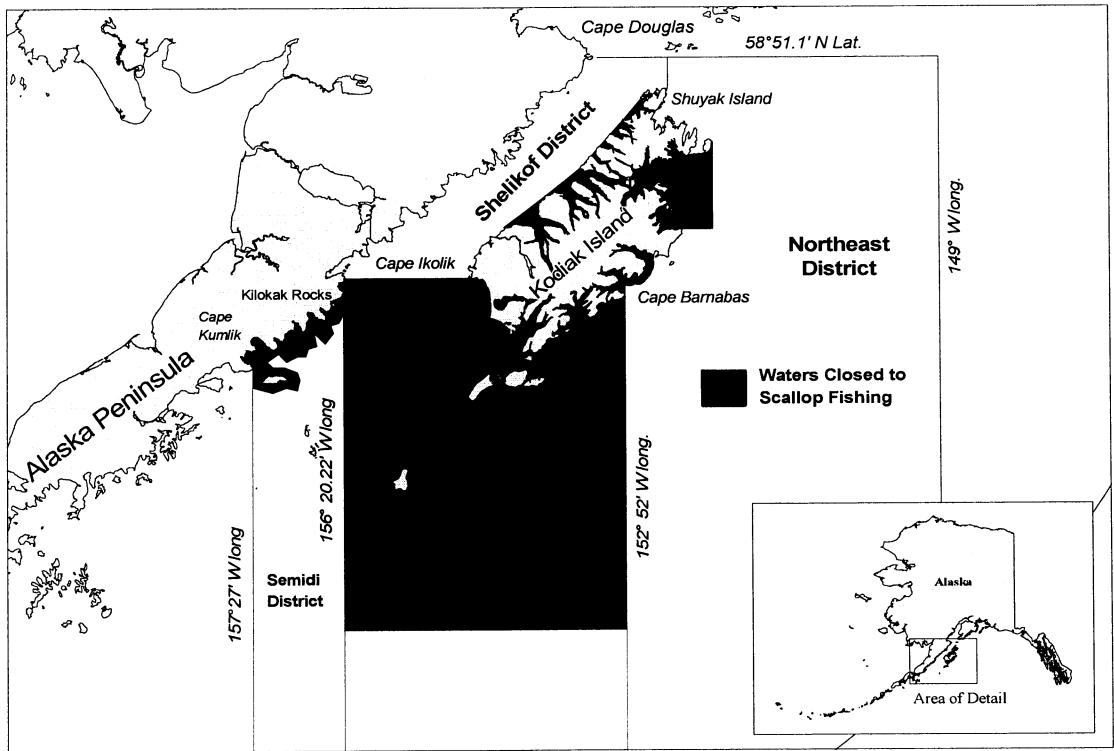 Cape Douglas
58°51.1' N Lat.
Shuyak Island
Shelikof District
149° W long.
Kodiak Island
Northeast
District
Cape Ikolik
Kilokak Rocks
Cape Barnabas
Cape
Kumlik
Alaska Peninsula
Waters Closed to
Scallop Fishing
156° 20.22' W long
152° 52' W long.
157°27' W long
Semidi
District
Alaska
Area of Detail